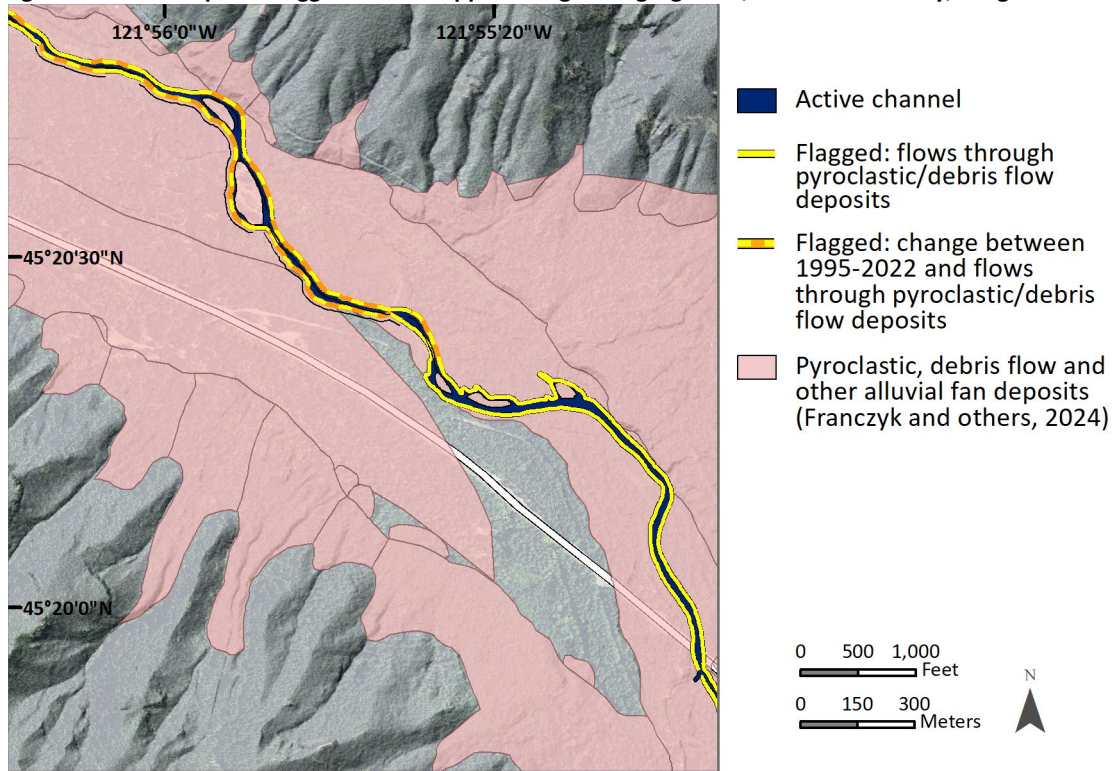 121°56'0"W
121°55'20"W
45°20'30"N
45°20'0"N
Active channel
Flagged: flows through
pyroclastic/debris flow
deposits
Flagged: change between
1995-2022 and flows
through pyroclastic/debris
flow deposits
Pyroclastic, debris flow and
other alluvial fan deposits
(Franczyk and others, 2024)
0 500 1,000
Feet
0 150 300
Meters
N